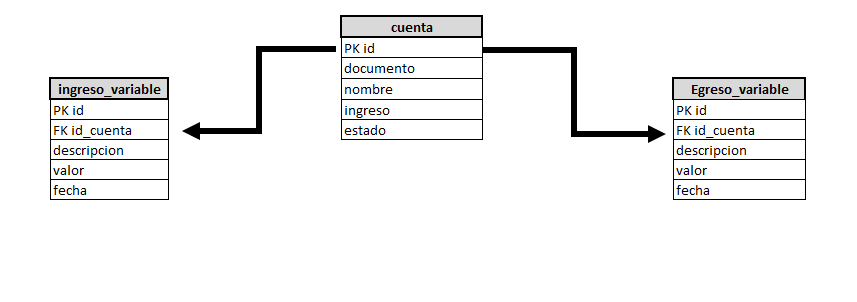 cuenta
PK id
documento
nombre
ingreso
estado
ingreso_variable
PK id
FK id_cuenta
descripcion
valor
fecha
Egreso_variable
PK id
FK id_cuenta
descripcion
valor
fecha